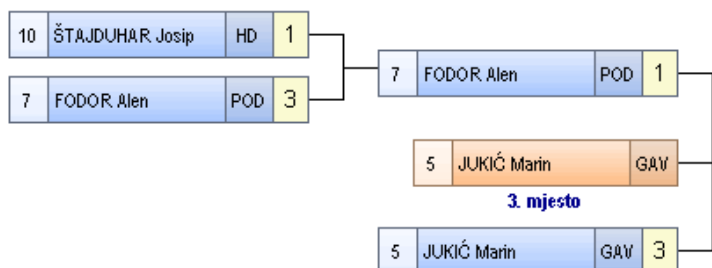 10 ŠTAJDUHAR Josip HD 1
7 FODOR Alen POD 3
7 FODOR Alen POD 1
5 JUKIĆ Marin GAV
3. mjesto
5 JUKIĆ Marin GAV 3